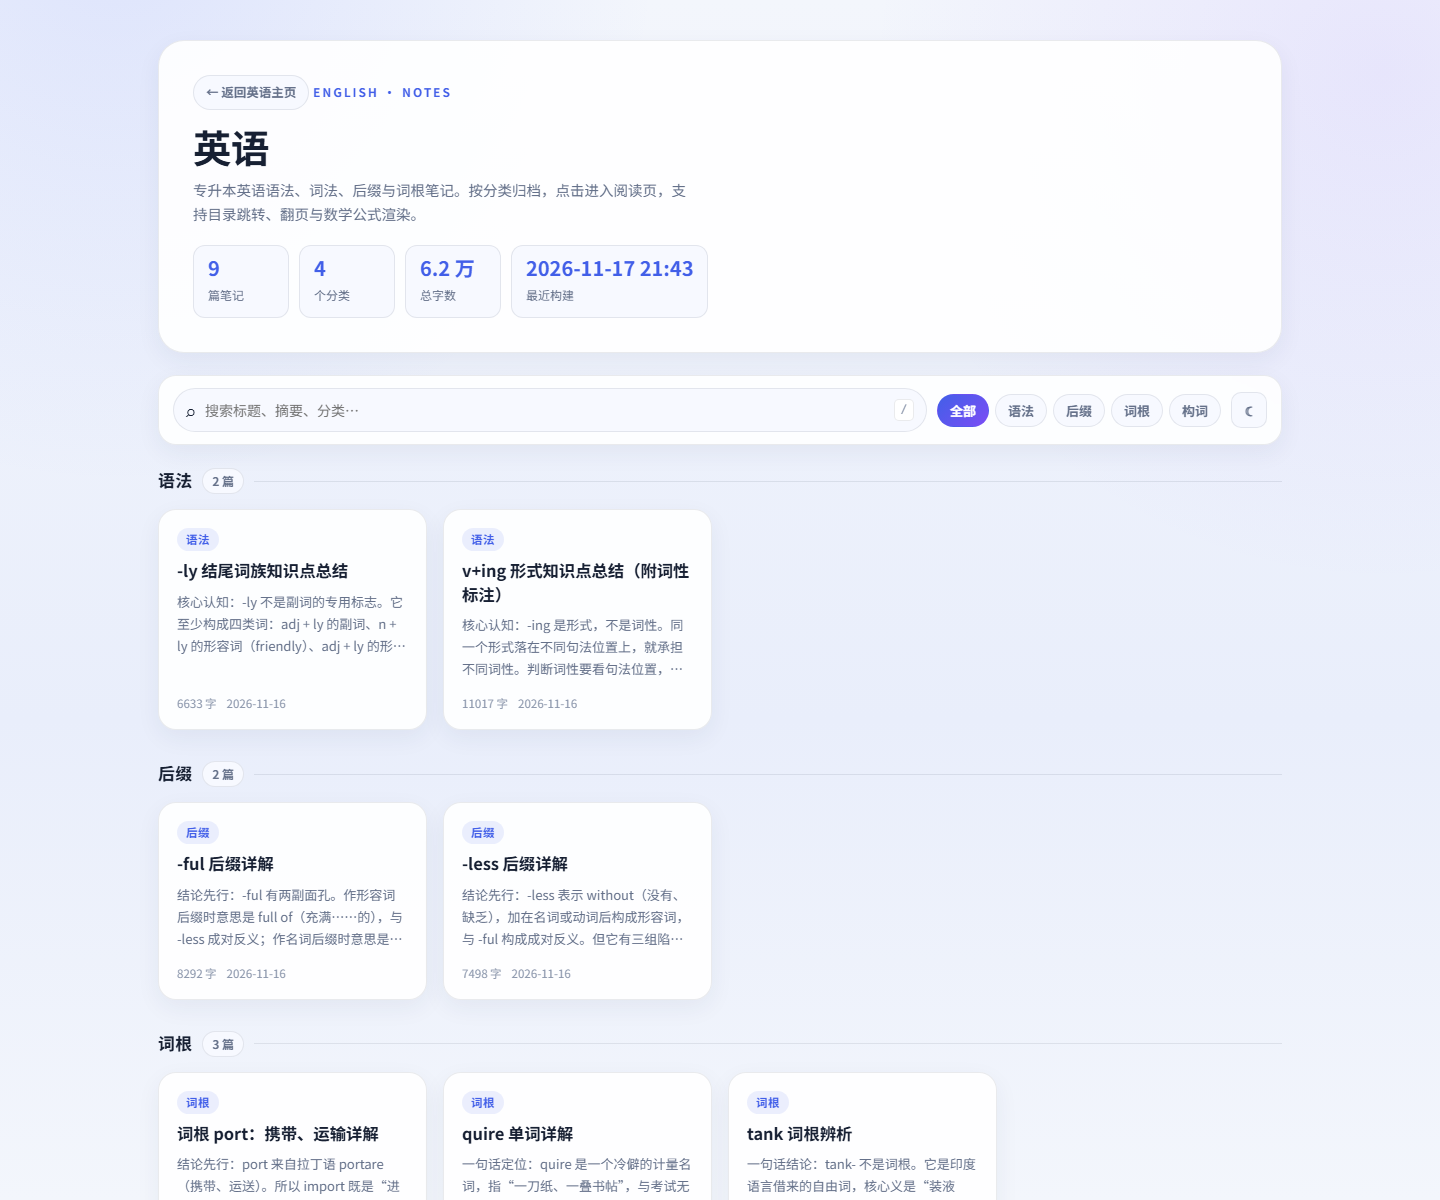 ← 返回英语主页 ENGLISH • NOTES
英语
专升本英语语法、词法、后缀与词根笔记。按分类归档，点击进入阅读页，支
持目录跳转、翻页与数学公式渲染。
9
篇笔记
4
个分类
6.2 万
总字数
2026-11-17 21:43
最近构建
搜索标题、摘要、分类…
/
全部
语法
后缀
词根
构词
语法 2 篇
语法
-ly 结尾词族知识点总结
核心认知：-ly 不是副词的专用标志。它
至少构成四类词：adj + ly 的副词、n +
ly 的形容词（friendly）、adj + ly 的形…
6633 字 2026-11-16
语法
v+ing 形式知识点总结（附词性
标注）
核心认知：-ing 是形式，不是词性。同
一个形式落在不同句法位置上，就承担
不同词性。判断词性要看句法位置，…
11017 字 2026-11-16
后缀 2 篇
后缀
-ful 后缀详解
结论先行：-ful 有两副面孔。作形容词
后缀时意思是 full of（充满……的），与
-less 成对反义；作名词后缀时意思是…
8292 字 2026-11-16
后缀
-less 后缀详解
结论先行：-less 表示 without（没有、
缺乏），加在名词或动词后构成形容词，
与 -ful 构成成对反义。但它有三组陷…
7498 字 2026-11-16
词根 3 篇
词根
词根 port：携带、运输详解
结论先行：port 来自拉丁语 portare
（携带、运送）。所以 import 既是“进
词根
quire 单词详解
一句话定位：quire 是一个冷僻的计量名
词，指“一刀纸、一叠书帖”，与考试无
词根
tank 词根辨析
一句话结论：tank- 不是词根。它是印度
语言借来的自由词，核心义是“装液